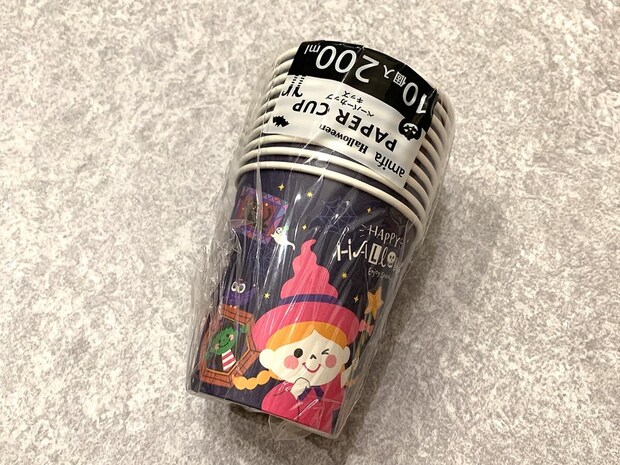 amifa Halloween
PAPER CUP
ペーパーカップ
キッズ
10個入 200ml
HAPPY
HALLO